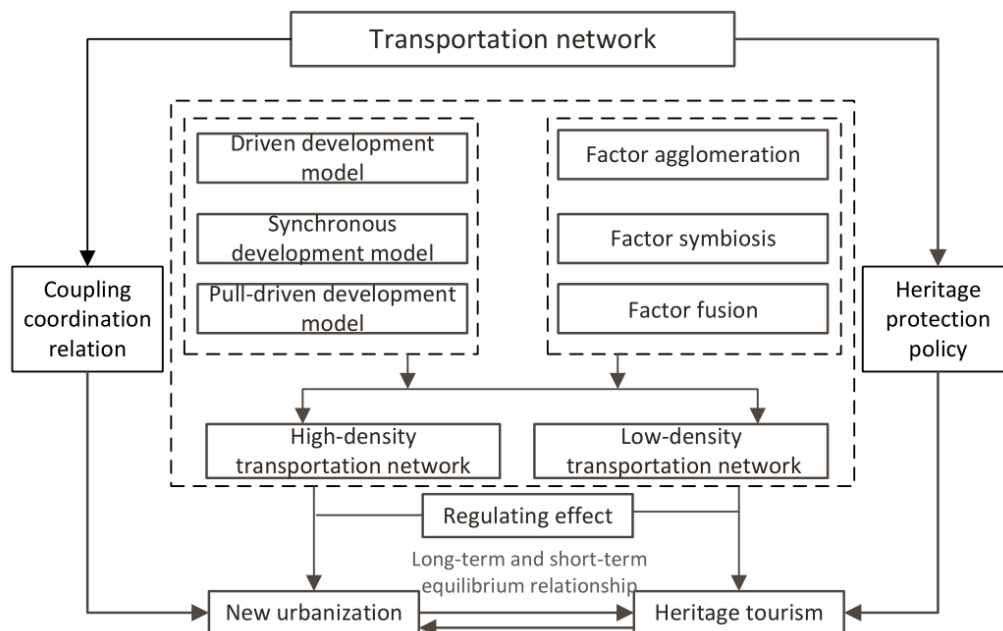 Transportation network
Driven development
model
Factor agglomeration
Synchronous
development model
Factor symbiosis
Coupling
coordination
relation
Pull-driven development
model
Factor fusion
Heritage
protection
policy
High-density
transportation network
Low-density
transportation network
Regulating effect
Long-term and short-term
equilibrium relationship
New urbanization
Heritage tourism